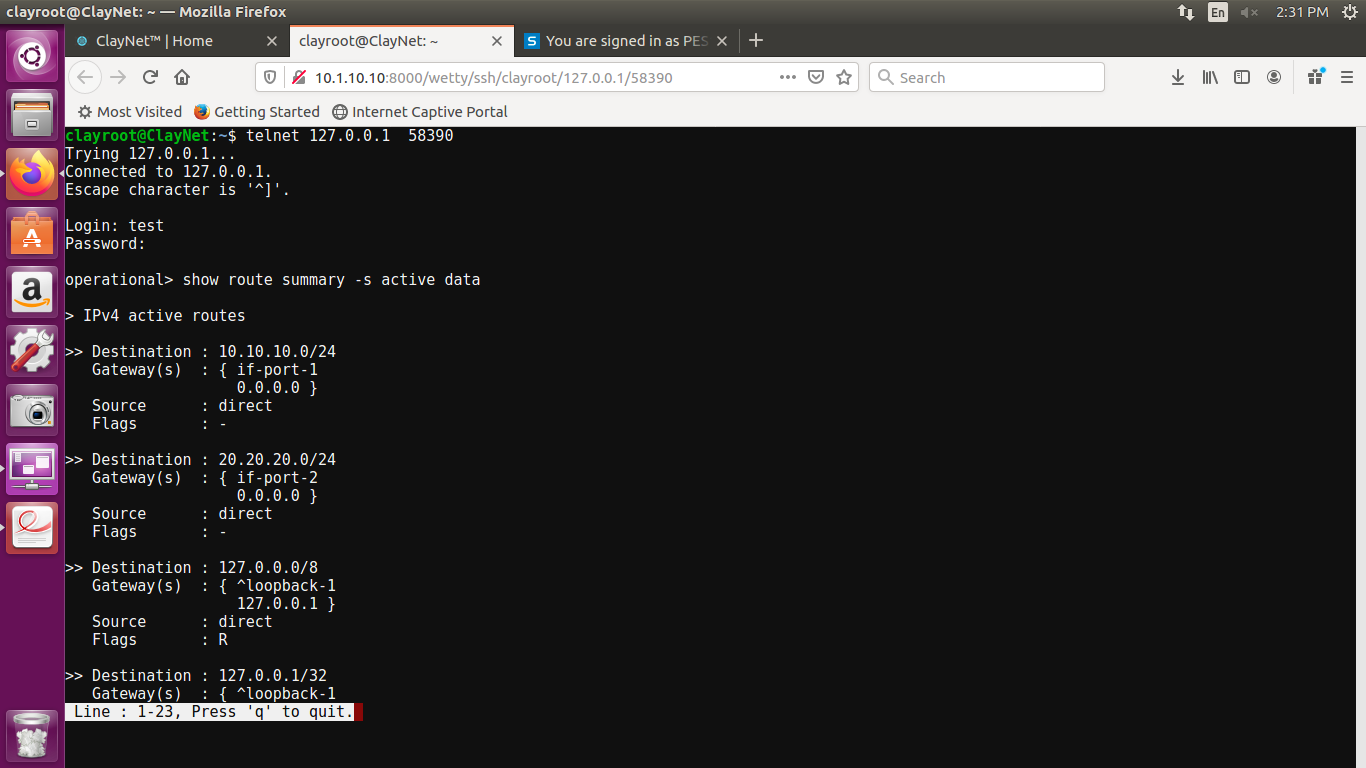 clayroot@ClayNet: ~ — Mozilla Firefox
En
2:31 PM
ClayNet™ | Home
clayroot@ClayNet: ~
You are signed in as PES
10.1.10.10:8000/wetty/ssh/clayroot/127.0.0.1/58390
Search
Most Visited
Getting Started
Internet Captive Portal
clayroot@ClayNet:~$ telnet 127.0.0.1  58390
Trying 127.0.0.1...
Connected to 127.0.0.1.
Escape character is '^]'.
Login: test
Password:
operational> show route summary -s active data
> IPv4 active routes
>> Destination : 10.10.10.0/24
   Gateway(s)  : { if-port-1
                   0.0.0.0 }
   Source      : direct
   Flags       : -
>> Destination : 20.20.20.0/24
   Gateway(s)  : { if-port-2
                   0.0.0.0 }
   Source      : direct
   Flags       : -
>> Destination : 127.0.0.0/8
   Gateway(s)  : { ^loopback-1
                   127.0.0.1 }
   Source      : direct
   Flags       : R
>> Destination : 127.0.0.1/32
   Gateway(s)  : { ^loopback-1
 Line : 1-23, Press 'q' to quit.